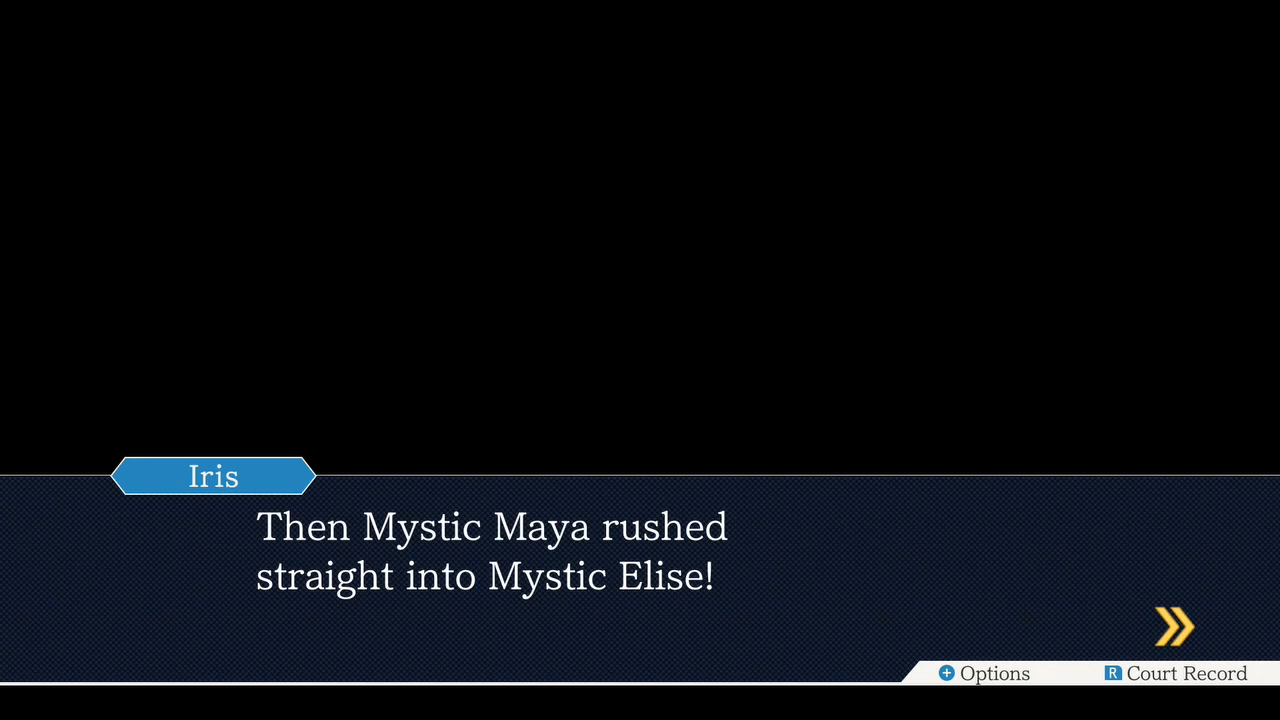 Iris
Then Mystic Maya rushed
straight into Mystic Elise!
+ Options
R Court Record